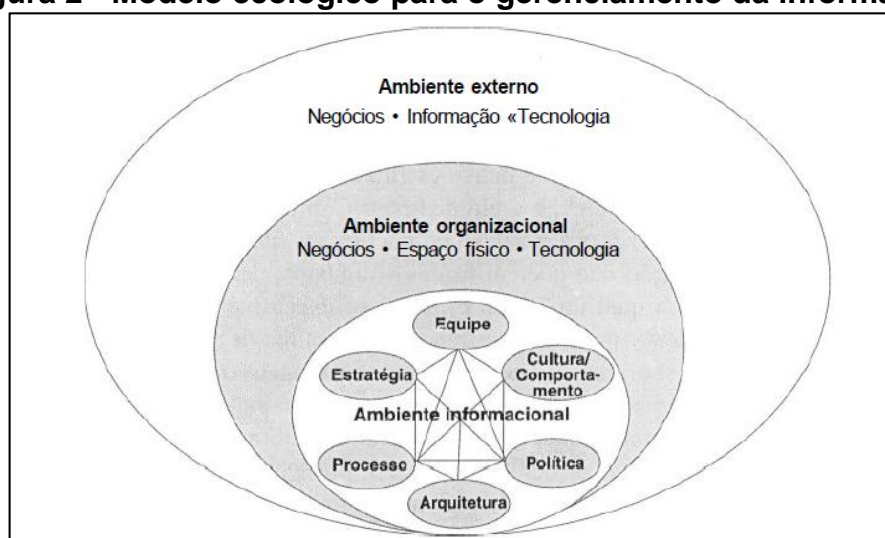 Modelo ecológico para o gerenciamento da
Ambiente externo
Negócios • Informação «Tecnologia
Ambiente organizacional
Negócios • Espaço físico • Tecnologia
Equipe
Estratégia
Cultura/
Comporta-
mento
Ambiente informacional
Processo
Política
Arquitetura